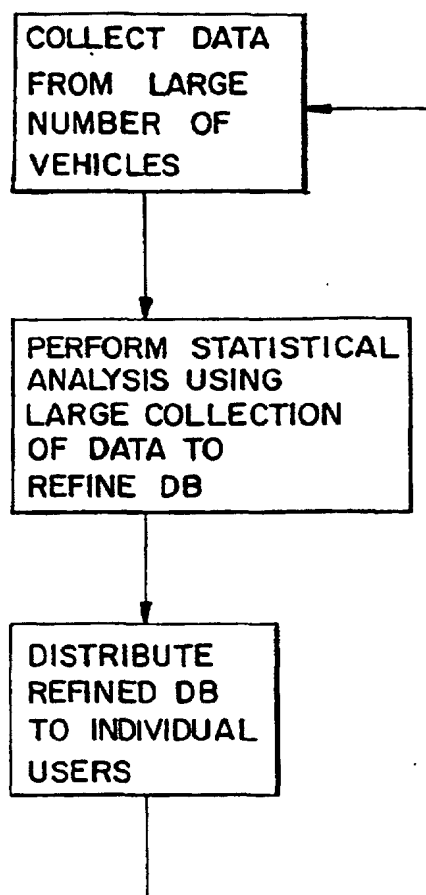 COLLECT DATA
FROM LARGE
NUMBER OF
VEHICLES
PERFORM STATISTICAL
ANALYSIS USING
LARGE COLLECTION
OF DATA TO
REFINE DB
DISTRIBUTE
REFINED DB
TO INDIVIDUAL
USERS